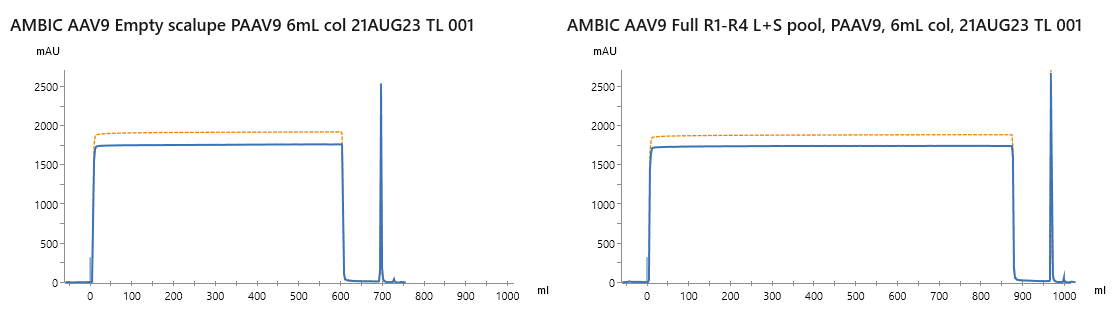 AMBIC AAV9 Empty scalupe PAAV9 6mL col 21AUG23 TL 001
mAU
2500
2000
1500
1000
500
0
0 100 200 300 400 500 600 700 800 900 1000 ml
AMBIC AAV9 Full R1-R4 L+S pool, PAAV9, 6mL col, 21AUG23 TL 001
mAU
2500
2000
1500
1000
500
0
0 100 200 300 400 500 600 700 800 900 1000 ml